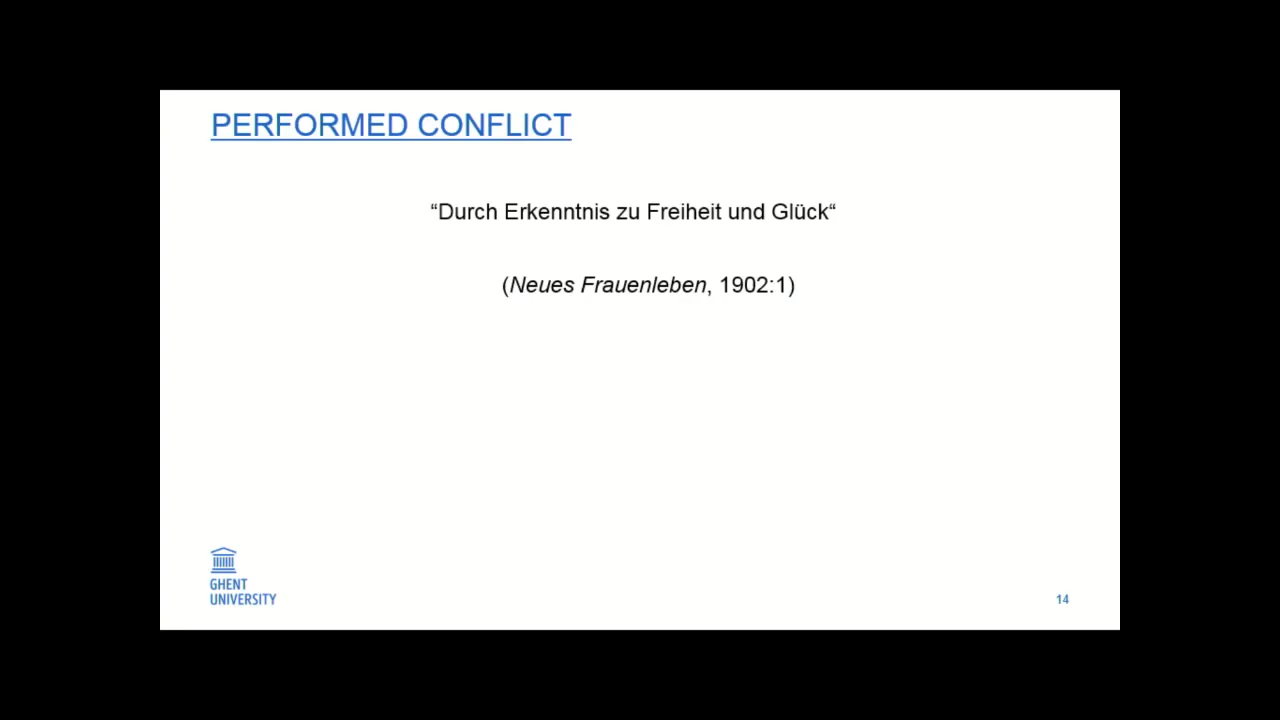 PERFORMED CONFLICT
“Durch Erkenntnis zu Freiheit und Glück“
(Neues Frauenleben, 1902:1)
GHENT
UNIVERSITY
14